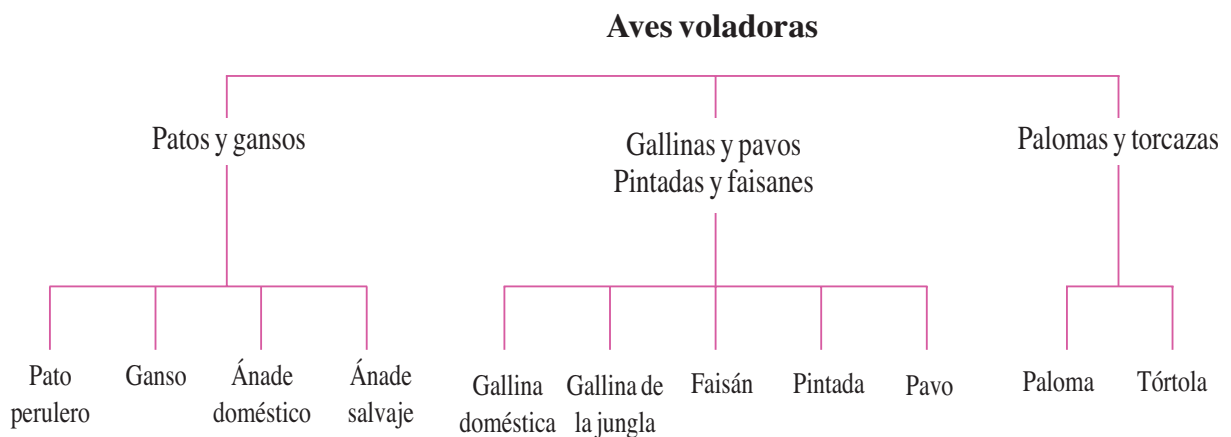 Aves voladoras
Patos y gansos
Gallinas y pavos
Pintadas y faisanes
Palomas y torcazas
Pato
perulero
Ganso
Ánade
doméstico
Ánade
salvaje
Gallina
doméstica
Gallina de
la jungla
Faisán
Pintada
Pavo
Paloma
Tórtola